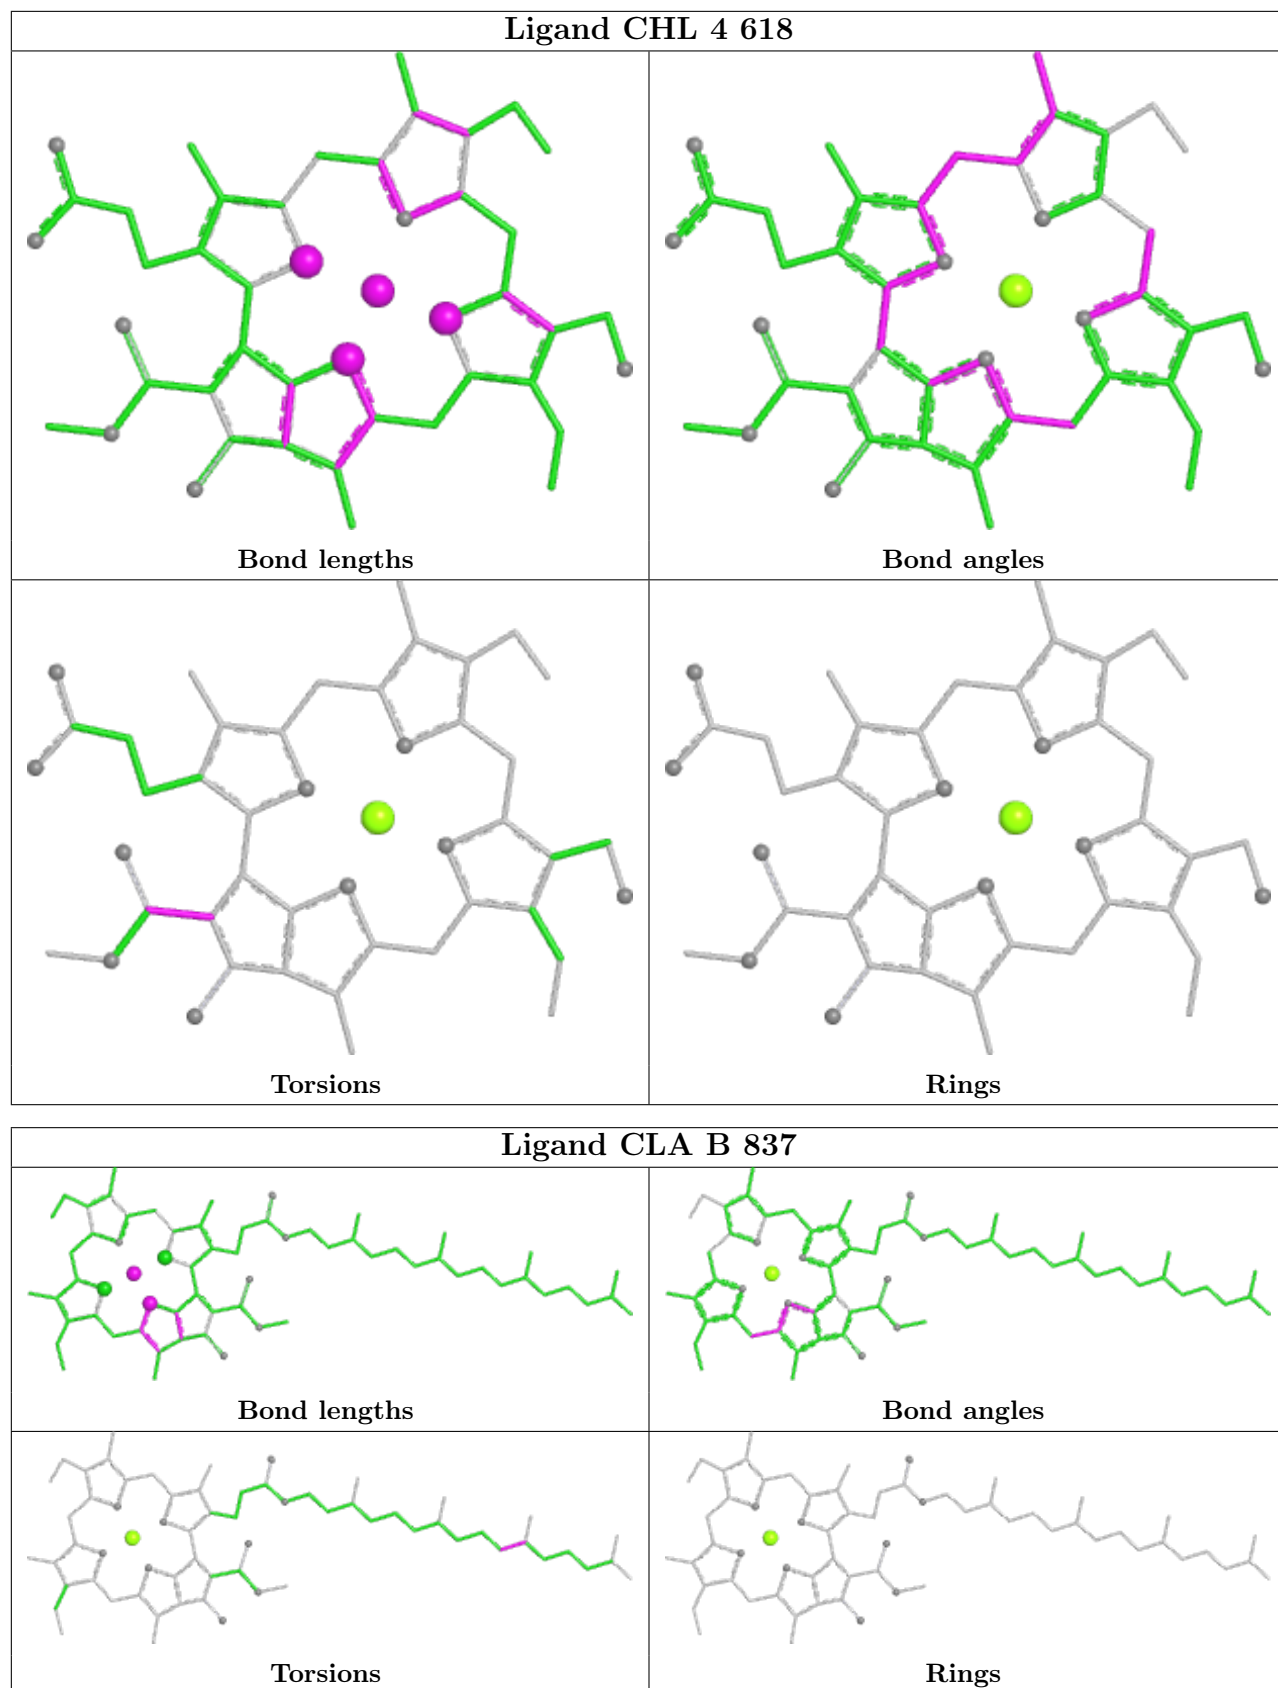 Ligand CHL 4 618
Bond lengths
Bond angles
Torsions
Rings
Ligand CLA B 837
Bond lengths
Bond angles
Torsions
Rings